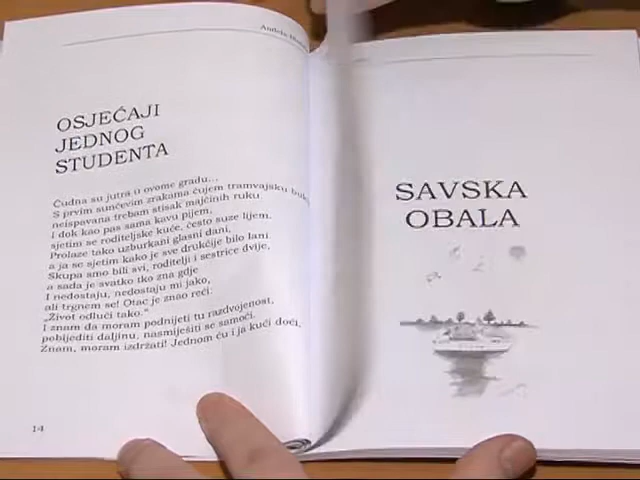 OSJEĆAJI
JEDNOG
STUDENTA
Čudna su jutra u ovome gradu...
S prvim sunčevim zrakama čujem tramvajsku
neispavana trebam stisak majčinih ruku.
I dok kao pas sama kavu pijem,
sjetim se roditeljske kuće, često suze lijem.
Prolaze tako uzburkani glasni dani,
a ja se sjetim kako je sve drukčije bilo lani.
Skupa smo bili svi, roditelji i sestrice dvije,
a sada je svatko tko zna gdje
I nedostaju, nedostaju mi jako,
ali trgnem se! Otac je znao reći:
„Život odluči tako.“
I znam da moram podnijeti tu razdvojenost,
pobijediti daljinu, nasmiješiti se samoći.
Znam, moram izdržati! Jednom ću i ja kući doći.
14
SAVSKA
OBALA